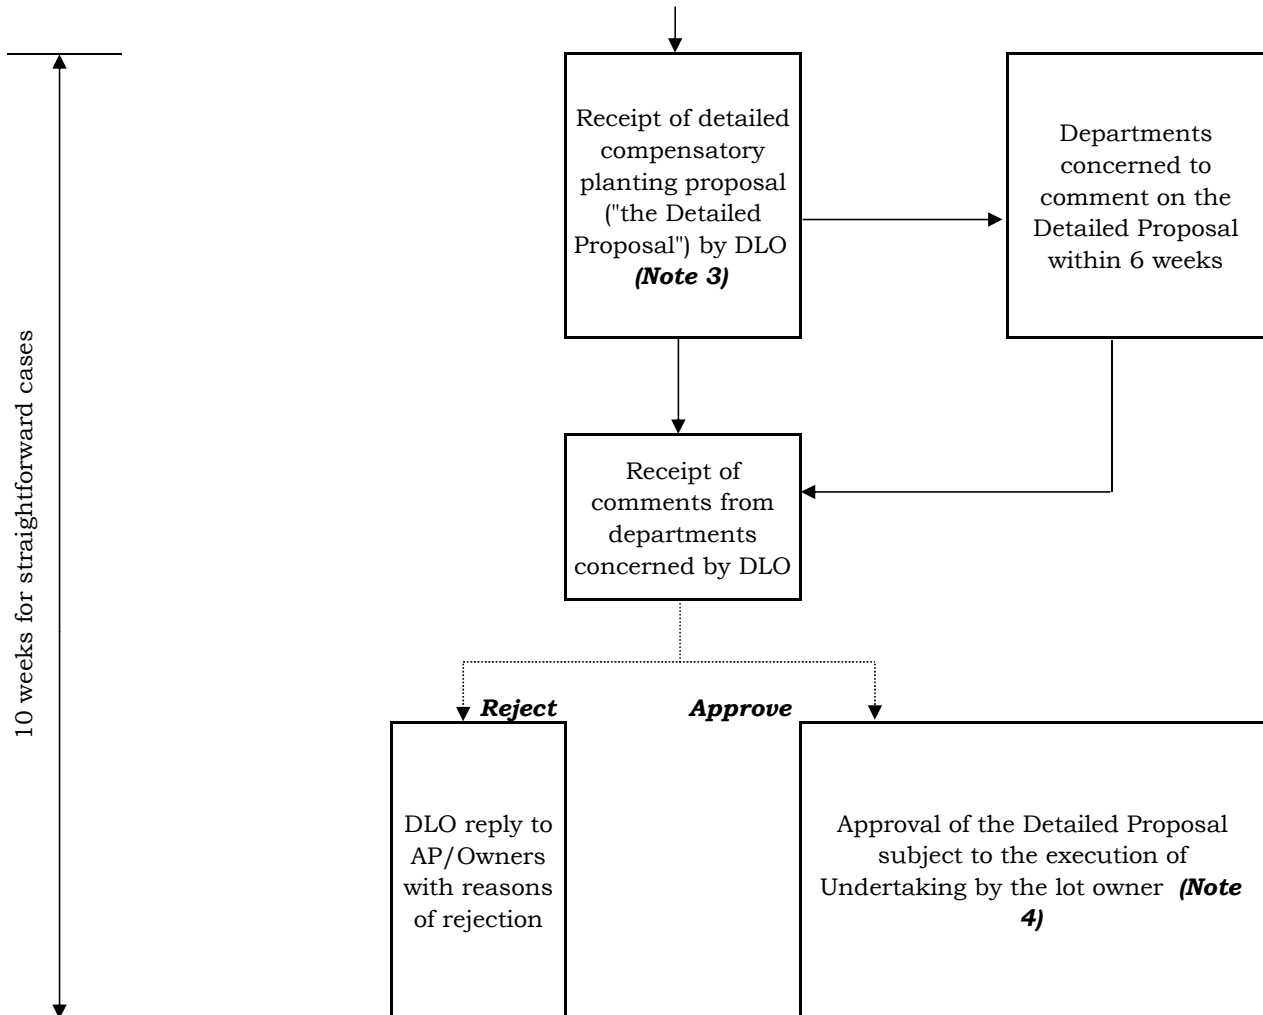 Receipt of detailed
compensatory
planting proposal
("the Detailed
Proposal") by DLO
(Note 3)
Departments
concerned to
comment on the
Detailed Proposal
within 6 weeks
10 weeks for straightforward cases
Receipt of
comments from
departments
concerned by DLO
Reject
Approve
DLO reply to
AP/Owners
with reasons
of rejection
Approval of the Detailed Proposal
subject to the execution of
Undertaking by the lot owner (Note
4)